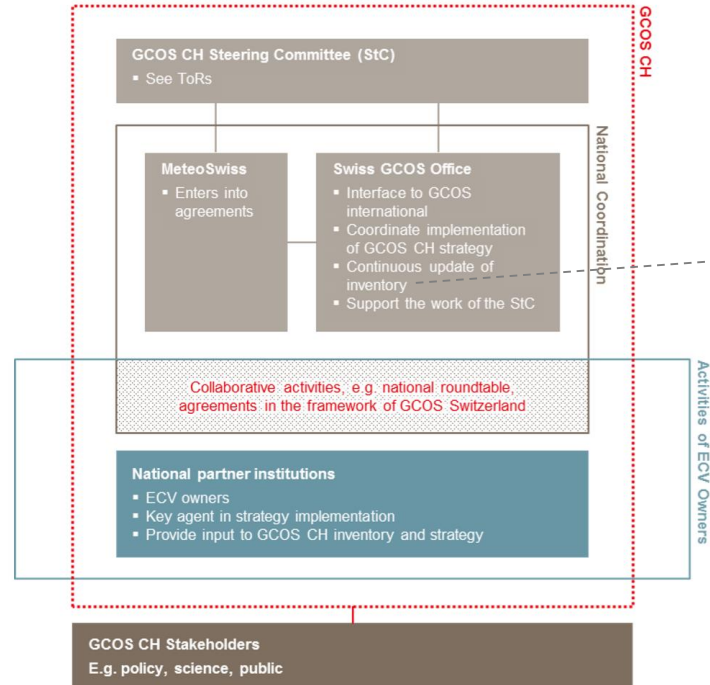 GCOS CH Steering Committee (StC)
▪ See ToRs
GCOS CH
National Coordination
MeteoSwiss
▪ Enters into
agreements
Swiss GCOS Office
▪ Interface to GCOS
international
▪ Coordinate implementation
of GCOS CH strategy
▪ Continuous update of
inventory
▪ Support the work of the StC
Collaborative activities, e.g. national roundtable,
agreements in the framework of GCOS Switzerland
Activities of ECV Owners
National partner institutions
▪ ECV owners
▪ Key agent in strategy implementation
▪ Provide input to GCOS CH inventory and strategy
GCOS CH Stakeholders
E.g. policy, science, public